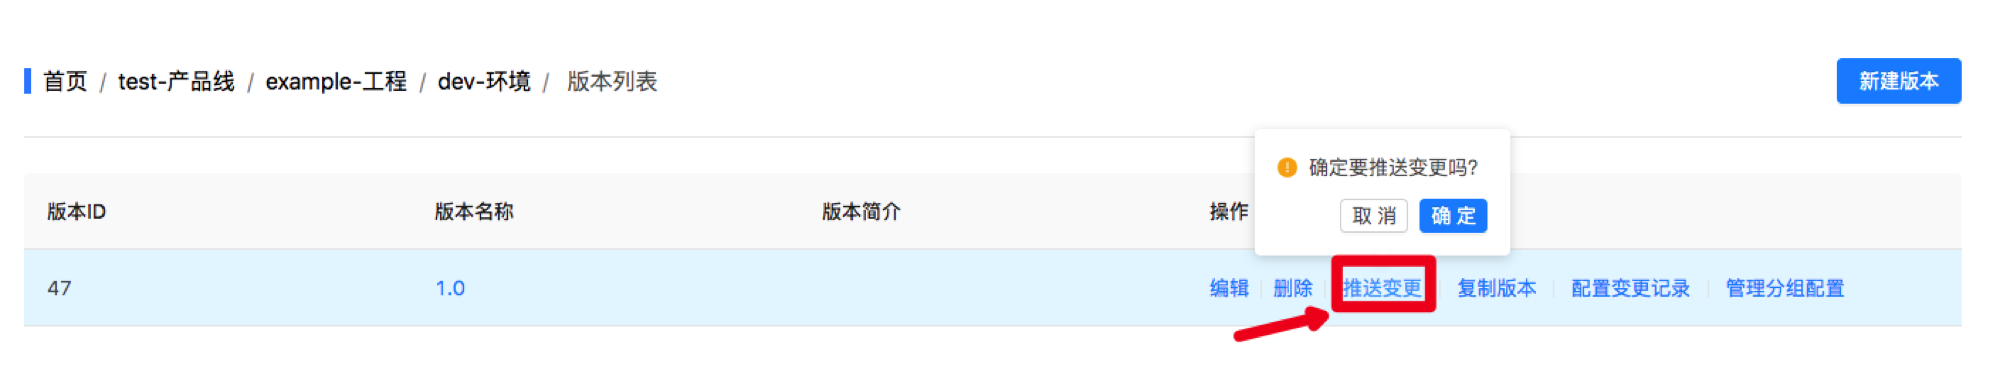 首页 / test-产品线 / example-工程 / dev-环境 / 版本列表
新建版本
确定要推送变更吗?
取 消 确 定
版本ID 版本名称 版本简介 操作
47 1.0 编辑 删除 推送变更 复制版本 配置变更记录 管理分组配置